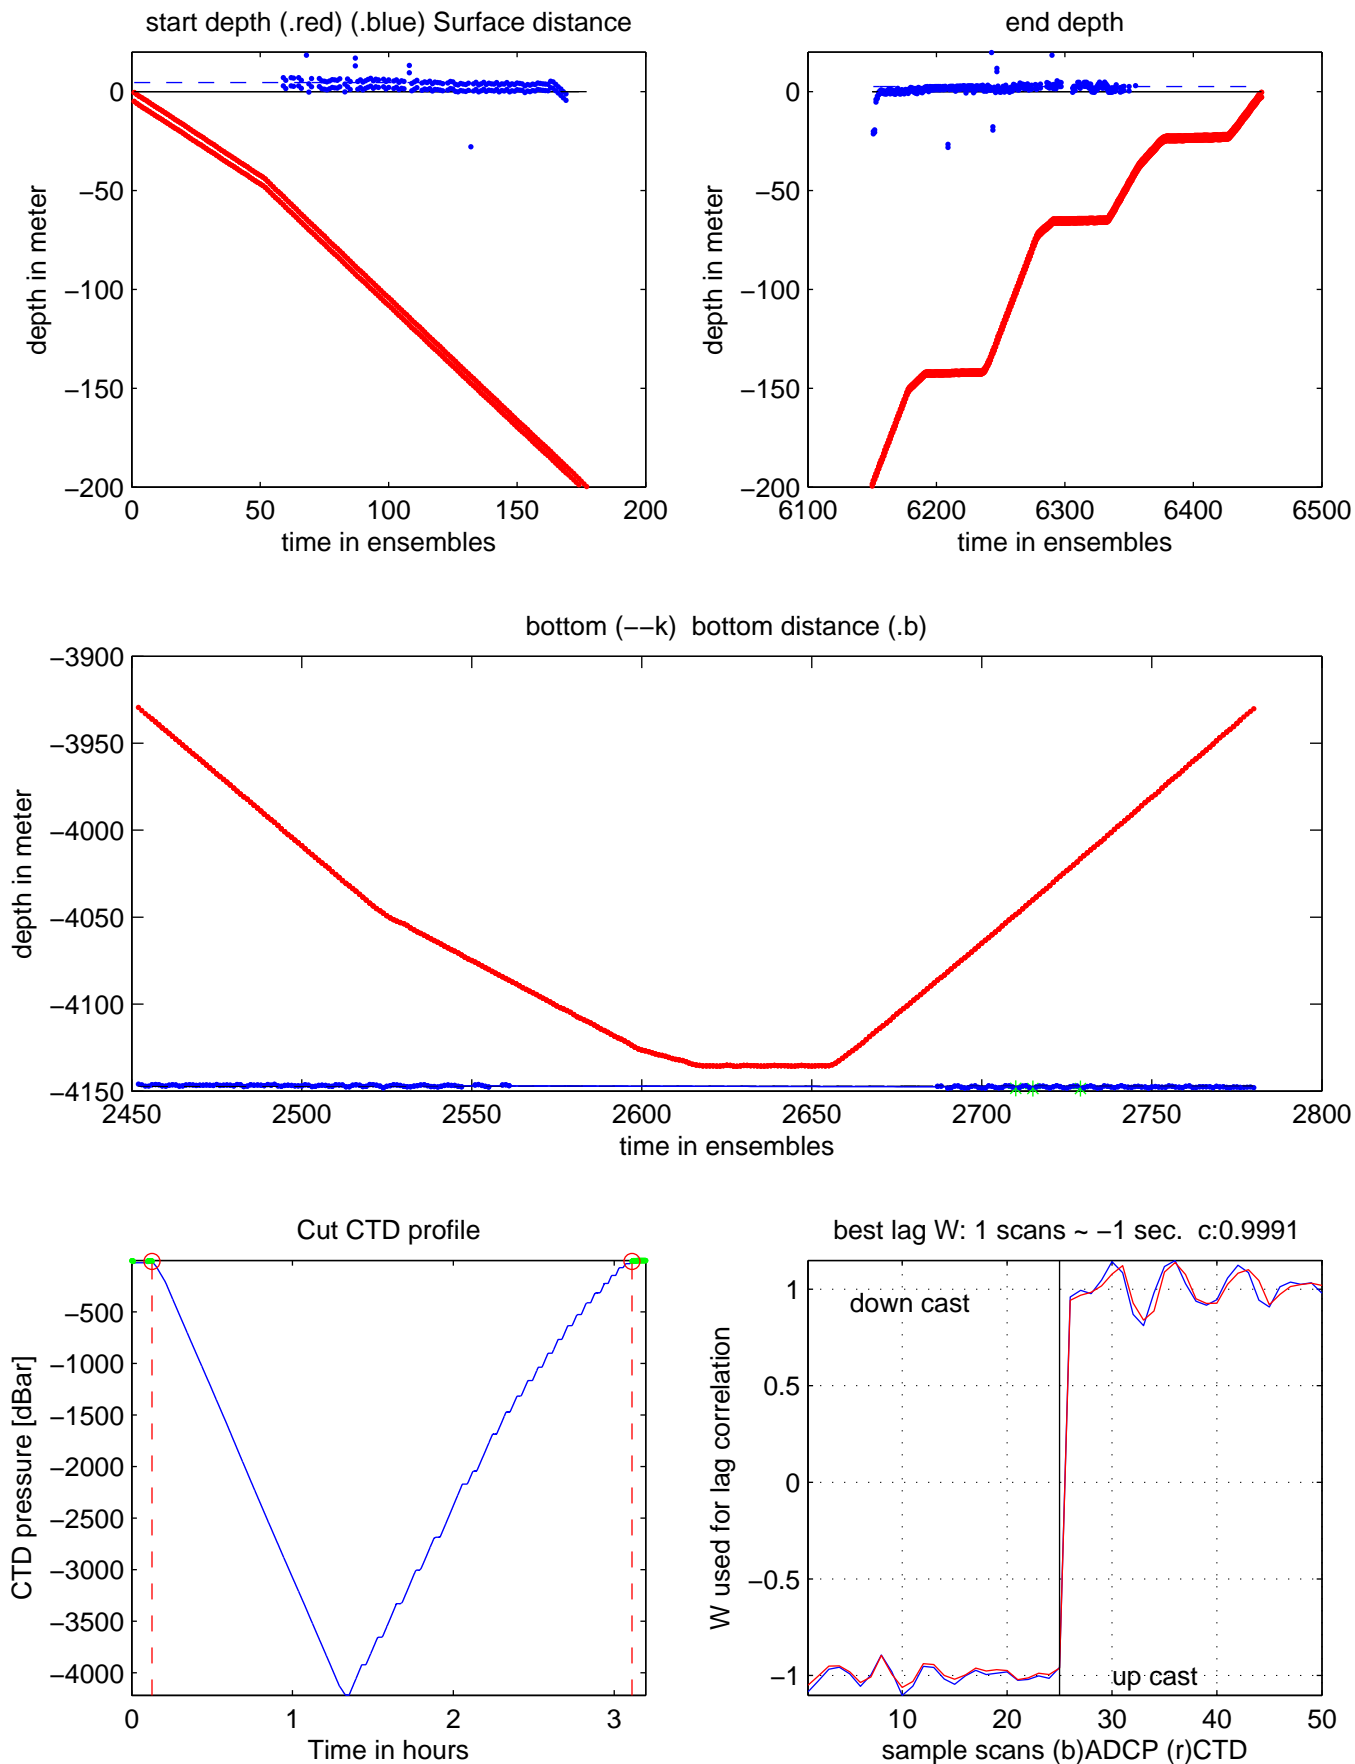 start depth (.red) (.blue) Surface distance
0
−50
−100
−150
−200
depth in meter
0 50 100 150 200
time in ensembles
end depth
0
−50
−100
−150
−200
depth in meter
6100 6200 6300 6400 6500
time in ensembles
bottom (−−k)  bottom distance (.b)
−3900
−3950
−4000
−4050
−4100
−4150
depth in meter
2450 2500 2550 2600 2650 2700 2750 2800
time in ensembles
Cut CTD profile
−500
−1000
−1500
−2000
−2500
−3000
−3500
−4000
CTD pressure [dBar]
0 1 2 3
Time in hours
best lag W: 1 scans ~ −1 sec.  c:0.9991
1
0.5
0
−0.5
−1
W used for lag correlation
down cast
up cast
10 20 30 40 50
sample scans (b)ADCP (r)CTD